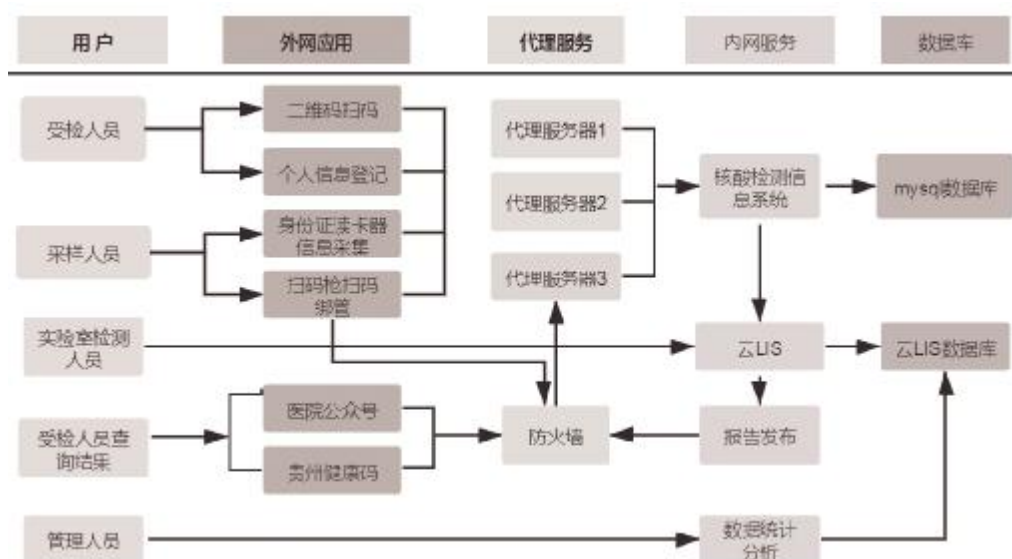 用户
外网应用
代理服务
内网服务
数据库
受检人员
二维码扫码
个人信息登记
代理服务器1
代理服务器2
代理服务器3
核酸检测信
息系统
mysql数据库
采样人员
身份证读卡器
信息采集
扫码枪扫码
绑管
实验室检测
人员
云LIS
云LIS数据库
受检人员查
询结果
医院公众号
贵州健康码
防火墙
报告发布
管理人员
数据统计
分析